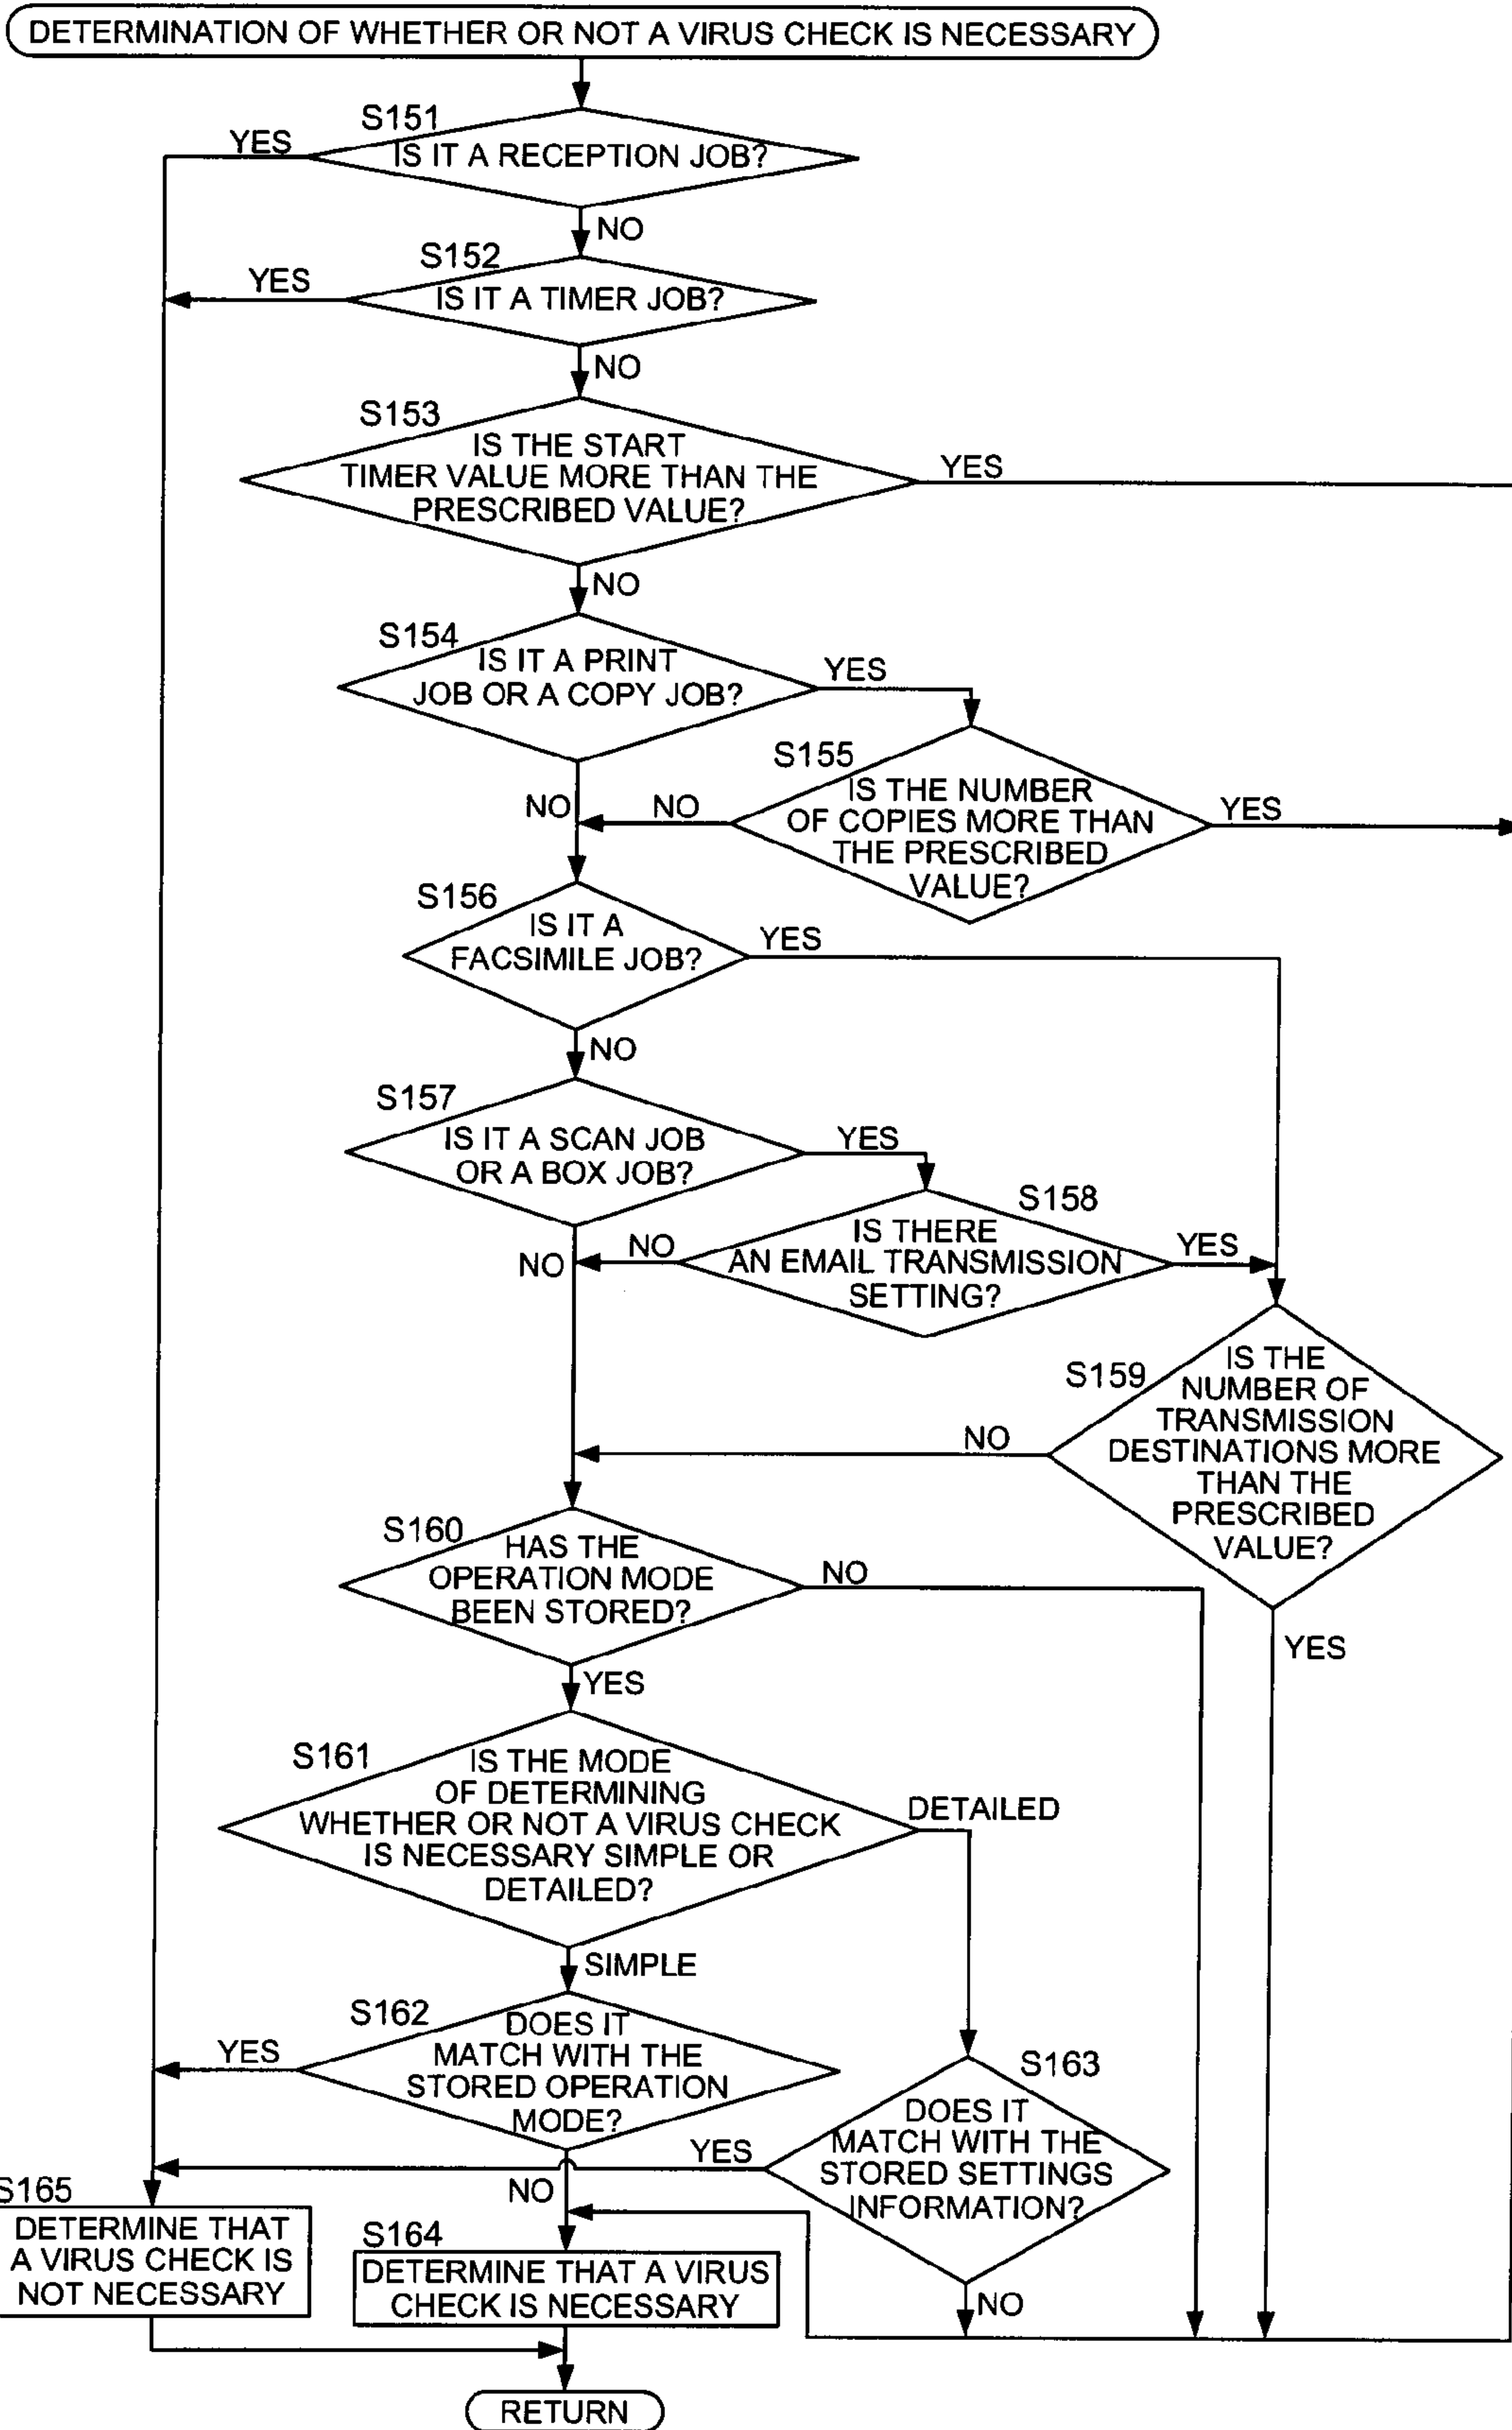 DETERMINATION OF WHETHER OR NOT A VIRUS CHECK IS NECESSARY
S151
YES
IS IT A RECEPTION JOB?
NO
S152
YES
IS IT A TIMER JOB?
NO
S153
IS THE START
TIMER VALUE MORE THAN THE
PRESCRIBED VALUE?
YES
NO
S154
IS IT A PRINT
JOB OR A COPY JOB?
YES
S155
IS THE NUMBER
OF COPIES MORE THAN
THE PRESCRIBED
VALUE?
NO
NO
YES
S156
IS IT A
FACSIMILE JOB?
YES
NO
S157
IS IT A SCAN JOB
OR A BOX JOB?
YES
S158
IS THERE
AN EMAIL TRANSMISSION
SETTING?
NO
NO
YES
S159
IS THE
NUMBER OF
TRANSMISSION
DESTINATIONS MORE
THAN THE
PRESCRIBED
VALUE?
NO
YES
S160
HAS THE
OPERATION MODE
BEEN STORED?
NO
YES
S161
IS THE MODE
OF DETERMINING
WHETHER OR NOT A VIRUS CHECK
IS NECESSARY SIMPLE OR
DETAILED?
DETAILED
SIMPLE
S162
DOES IT
MATCH WITH THE
STORED OPERATION
MODE?
YES
S163
DOES IT
MATCH WITH THE
STORED SETTINGS
INFORMATION?
YES
NO
NO
S165
DETERMINE THAT
A VIRUS CHECK IS
NOT NECESSARY
S164
DETERMINE THAT A VIRUS
CHECK IS NECESSARY
RETURN